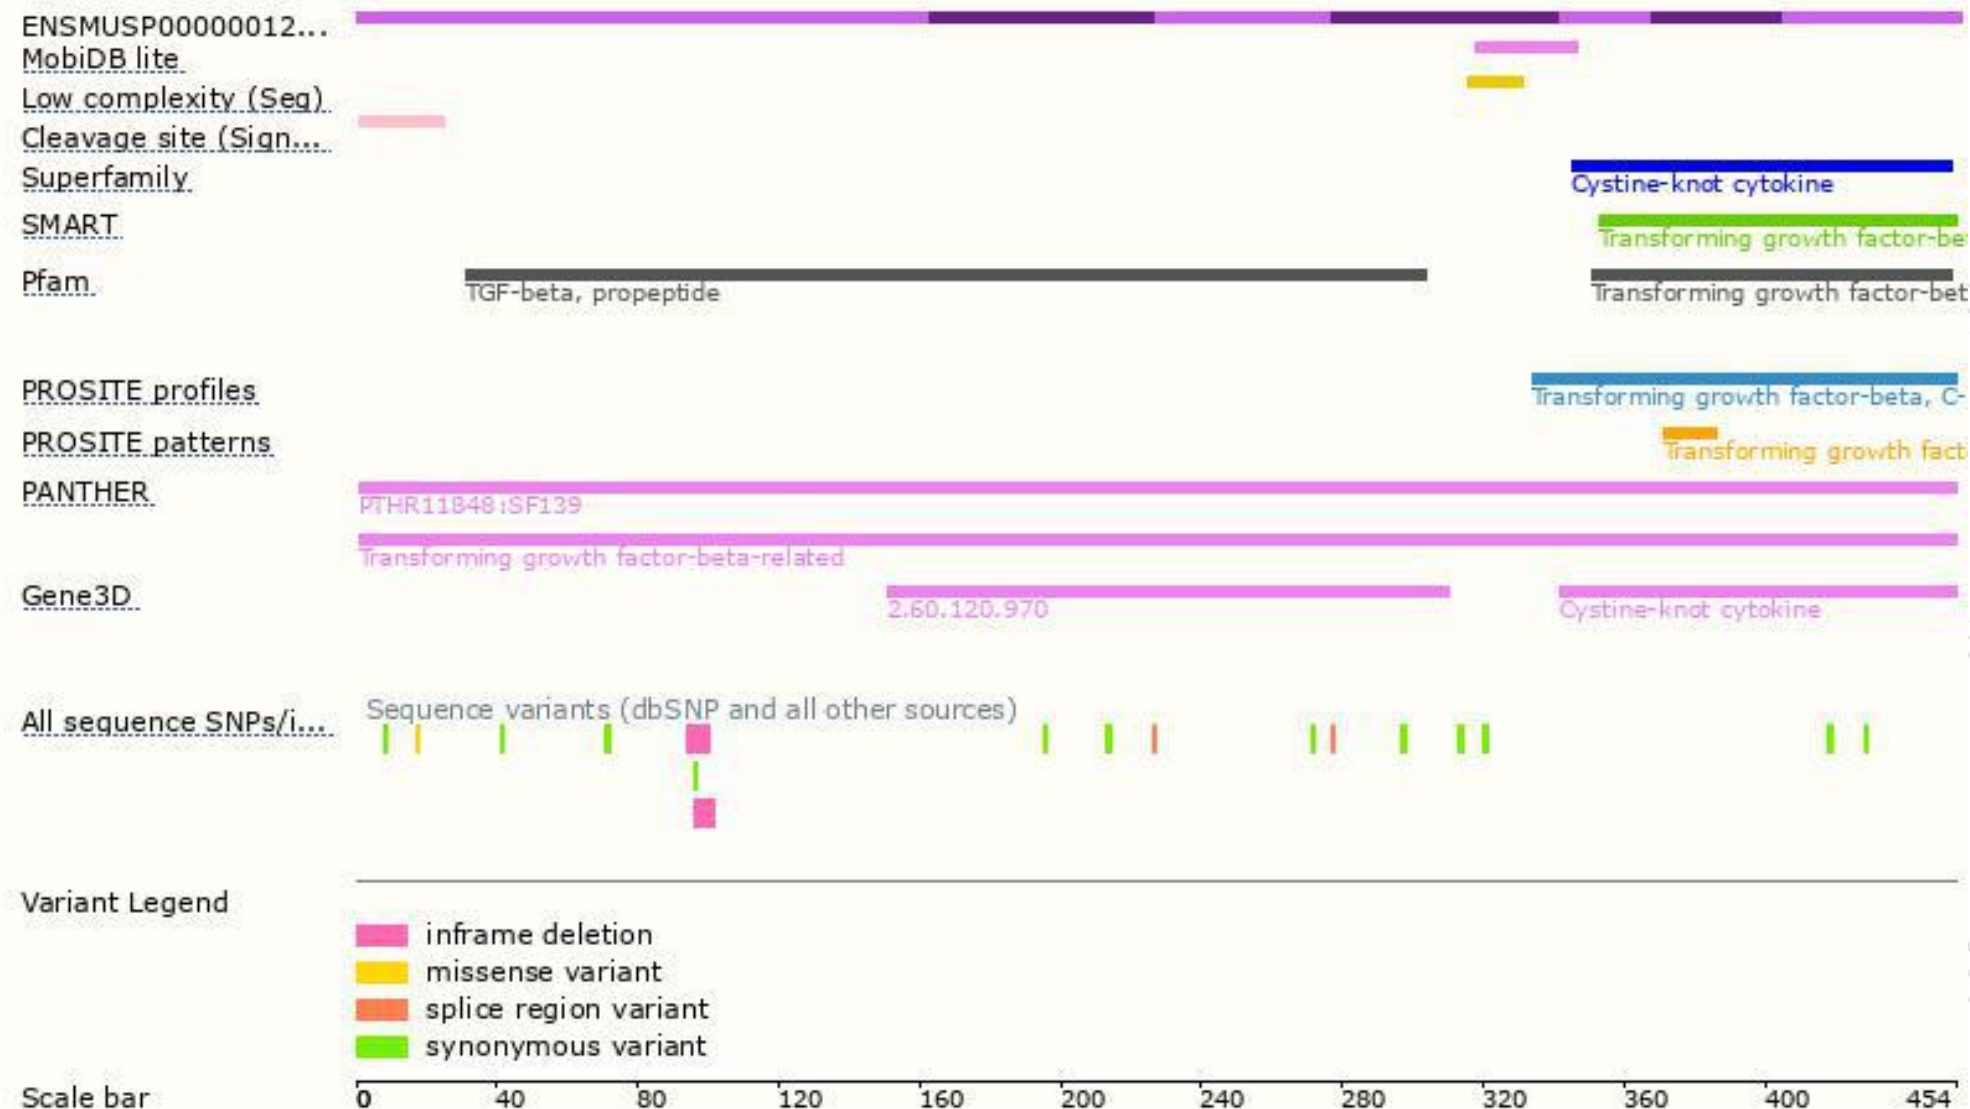 ENSMUSP00000012...
MobiDB lite
Low complexity (Seg)
Cleavage site (Sign...
Superfamily
Cystine-knot cytokine
SMART
Transforming growth factor-be
Pfam
TGF-beta, propeptide
Transforming growth factor-bet
PROSITE profiles
Transforming growth factor-beta, C-
PROSITE patterns
Transforming growth fact
PANTHER
PTHR11848:SF139
Transforming growth factor-beta-related
Gene3D
2.60.120.970
Cystine-knot cytokine
Sequence variants (dbSNP and all other sources)
All sequence SNPs/i...
Variant Legend
inframe deletion
missense variant
splice region variant
synonymous variant
Scale bar
0 40 80 120 160 200 240 280 320 360 400 454